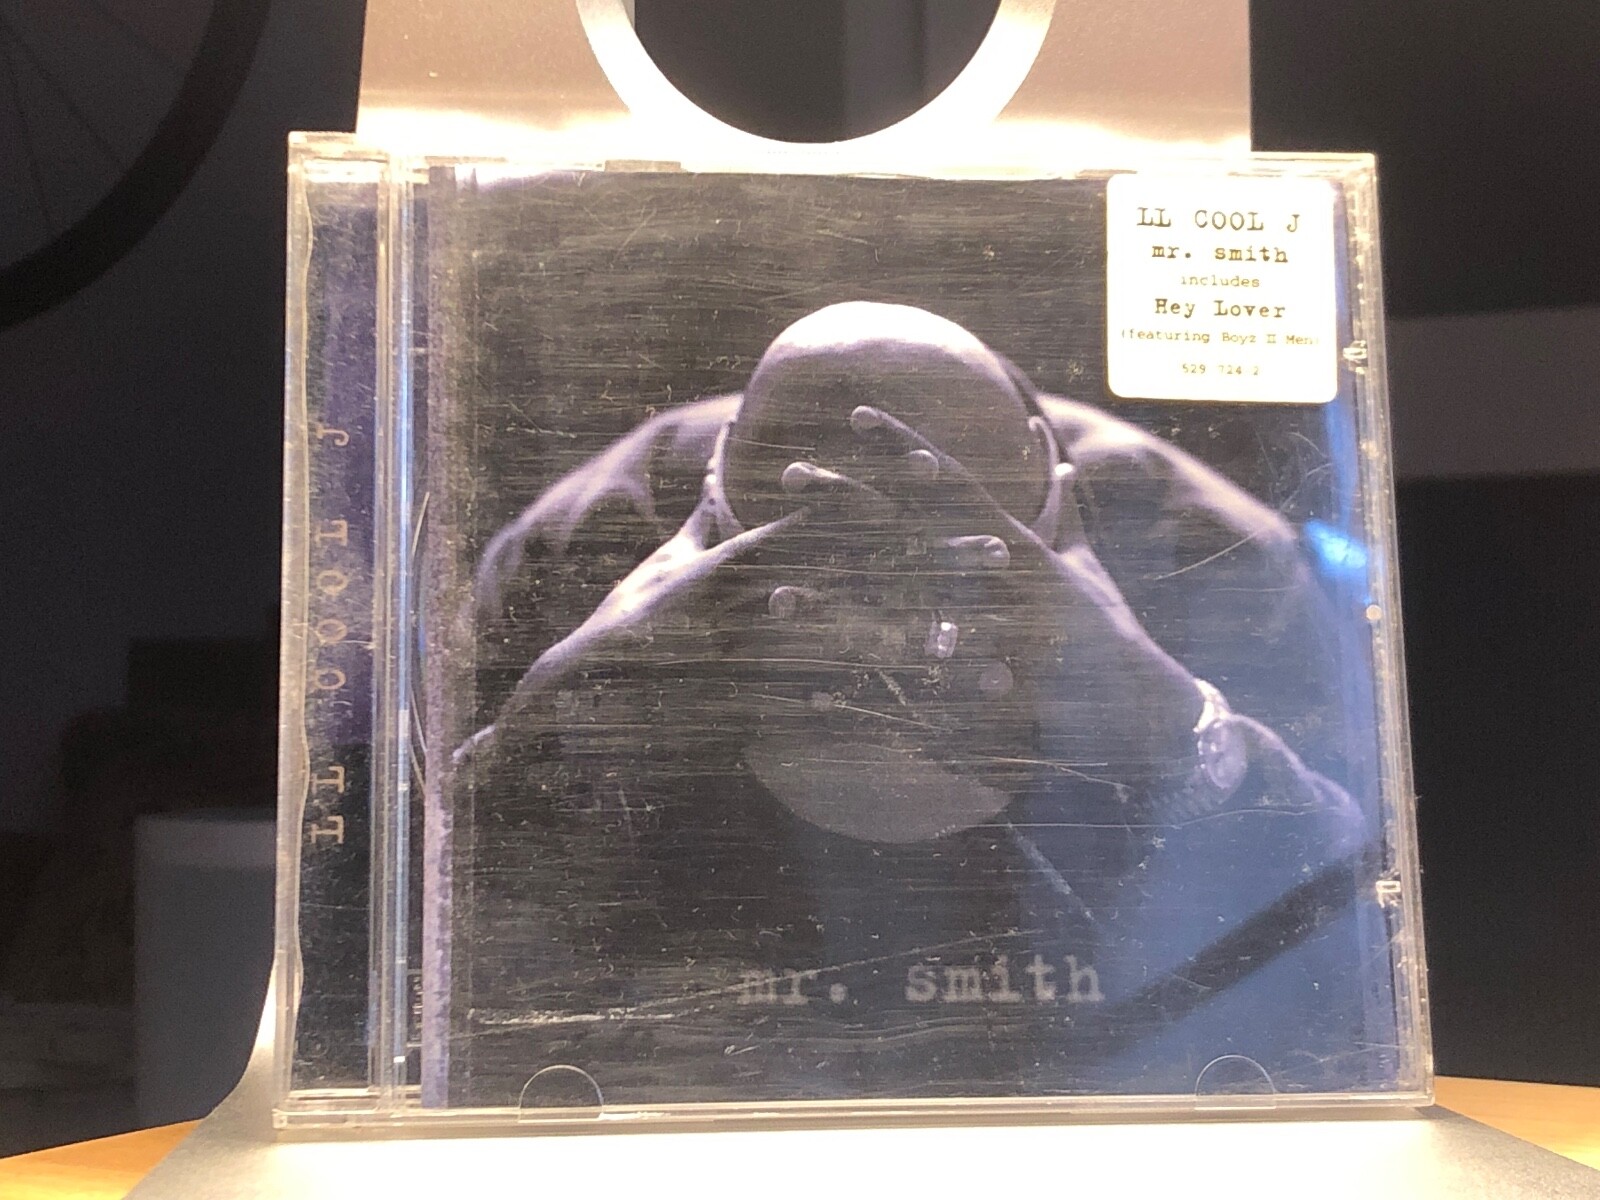 LL COOL J
LL COOL J
mr. smith
includes
Hey Lover
(featuring Boyz II Men)
529 724-2
mr. smith